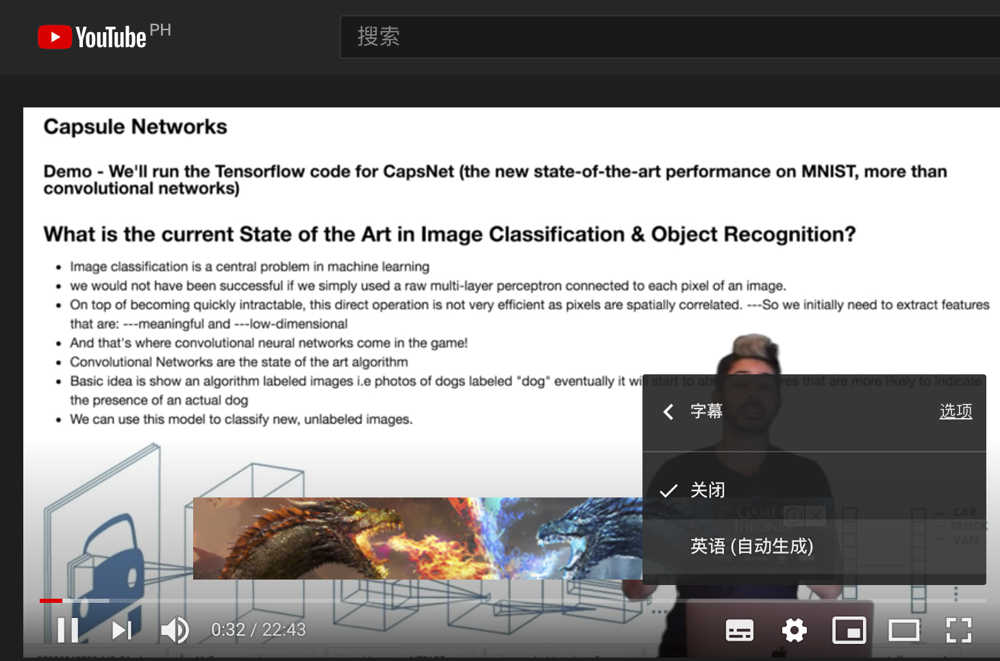 YouTube PH
搜索
Capsule Networks
Demo - We'll run the Tensorflow code for CapsNet (the new state-of-the-art performance on MNIST, more than
convolutional networks)
What is the current State of the Art in Image Classification & Object Recognition?
• Image classification is a central problem in machine learning
• we would not have been successful if we simply used a raw multi-layer perceptron connected to each pixel of an image.
• On top of becoming quickly intractable, this direct operation is not very efficient as pixels are spatially correlated. ---So we initially need to extract features
that are: ---meaningful and ---low-dimensional
• And that's where convolutional neural networks come in the game!
• Convolutional Networks are the state of the art algorithm
• Basic idea is show an algorithm labeled images i.e photos of dogs labeled "dog" eventually it will start to that are more likely to indicate
the presence of an actual dog
• We can use this model to classify new, unlabeled images.
字幕 选项
关闭
GAME
THRONES
英语 (自动生成)
CAR
TRUCK
VAN
0:32 / 22:43